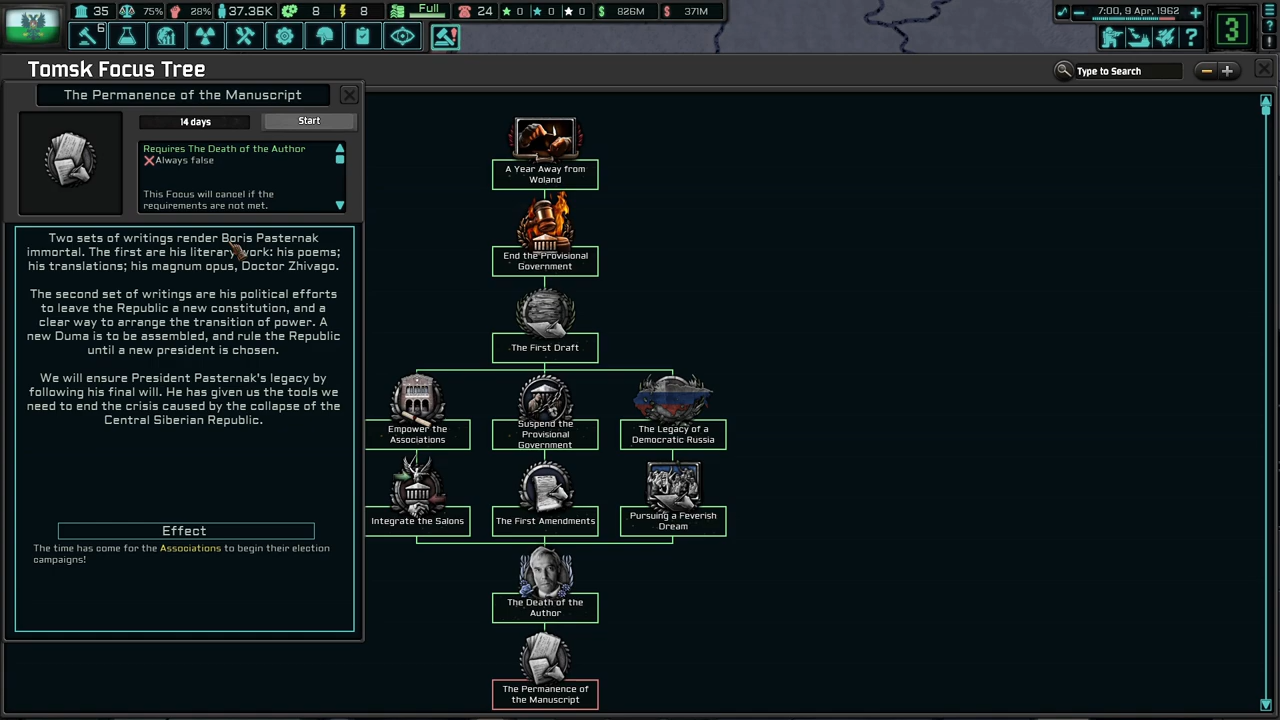 35 75% 28% 37.36K 8 8 Full 24 0 0 0 826M 371M
7:00, 9 Apr, 1962
3
6
Tomsk Focus Tree
Type to Search
The Permanence of the Manuscript
14 days
Start
Requires The Death of the Author
Always false
This Focus will cancel if the
requirements are not met.
Two sets of writings render Boris Pasternak
immortal. The first are his literary work: his poems;
his translations; his magnum opus, Doctor Zhivago.
The second set of writings are his political efforts
to leave the Republic a new constitution, and a
clear way to arrange the transition of power. A
new Duma is to be assembled, and rule the Republic
until a new president is chosen.
We will ensure President Pasternak's legacy by
following his final will. He has given us the tools we
need to end the crisis caused by the collapse of the
Central Siberian Republic.
Effect
The time has come for the Associations to begin their election
campaigns!
A Year Away from
Woland
End the Provisional
Government
The First Draft
Empower the
Associations
Suspend the
Provisional
Government
The Legacy of a
Democratic Russia
Integrate the Salons
The First Amendments
Pursuing a Feverish
Dream
The Death of the
Author
The Permanence of
the Manuscript